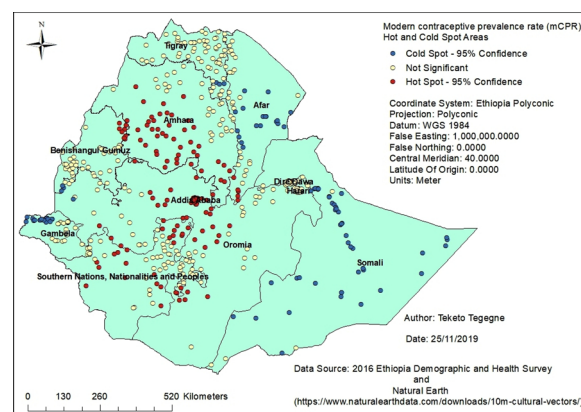 Modern contraceptive prevalence rate (mCPR)
Hot and Cold Spot Areas
Cold Spot - 95% Confidence
Not Significant
Hot Spot - 95% Confidence
Coordinate System: Ethiopia Polyconic
Projection: Polyconic
Datum: WGS 1984
False Easting: 1,000,000.0000
False Northing: 0.0000
Central Meridian: 40.0000
Latitude Of Origin: 0.0000
Units: Meter
N
Tigray
Afar
Amhara
Benishangul-Gumuz
Dire Dawa
Harari
Addis Ababa
Gambela
Oromia
Somali
Southern Nations, Nationalities and Peoples
Author: Teketo Tegegne
Date: 25/11/2019
Data Source: 2016 Ethiopia Demographic and Health Survey
and
Natural Earth
(https://www.naturalearthdata.com/downloads/10m-cultural-vectors/)
0 130 260 520 Kilometers